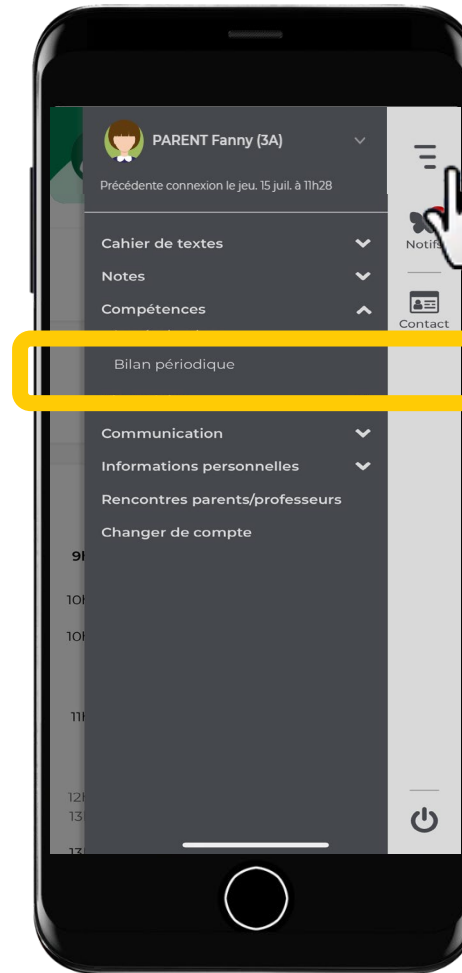 PARENT Fanny (3A)
Précédente connexion le jeu. 15 juil. à 11h28
Notifs
Contact
Cahier de textes
Notes
Compétences
Bilan périodique
Communication
Informations personnelles
Rencontres parents/professeurs
Changer de compte